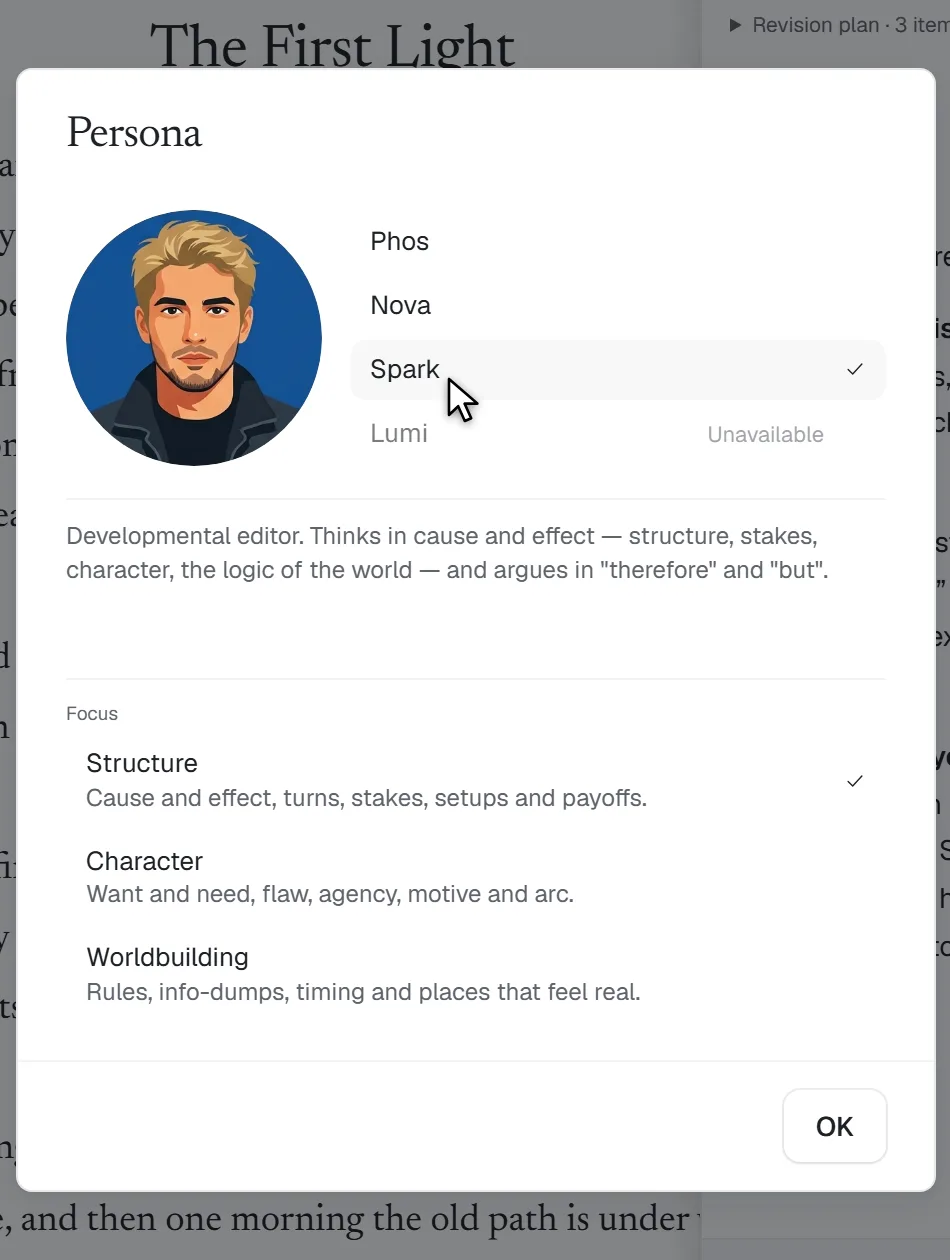 The First Light
Revision plan · 3 item
Persona
Phos
Nova
Spark
Lumi
Unavailable
Developmental editor. Thinks in cause and effect — structure, stakes,
character, the logic of the world — and argues in "therefore" and "but".
Focus
Structure
Cause and effect, turns, stakes, setups and payoffs.
Character
Want and need, flaw, agency, motive and arc.
Worldbuilding
Rules, info-dumps, timing and places that feel real.
OK
, and then one morning the old path is under